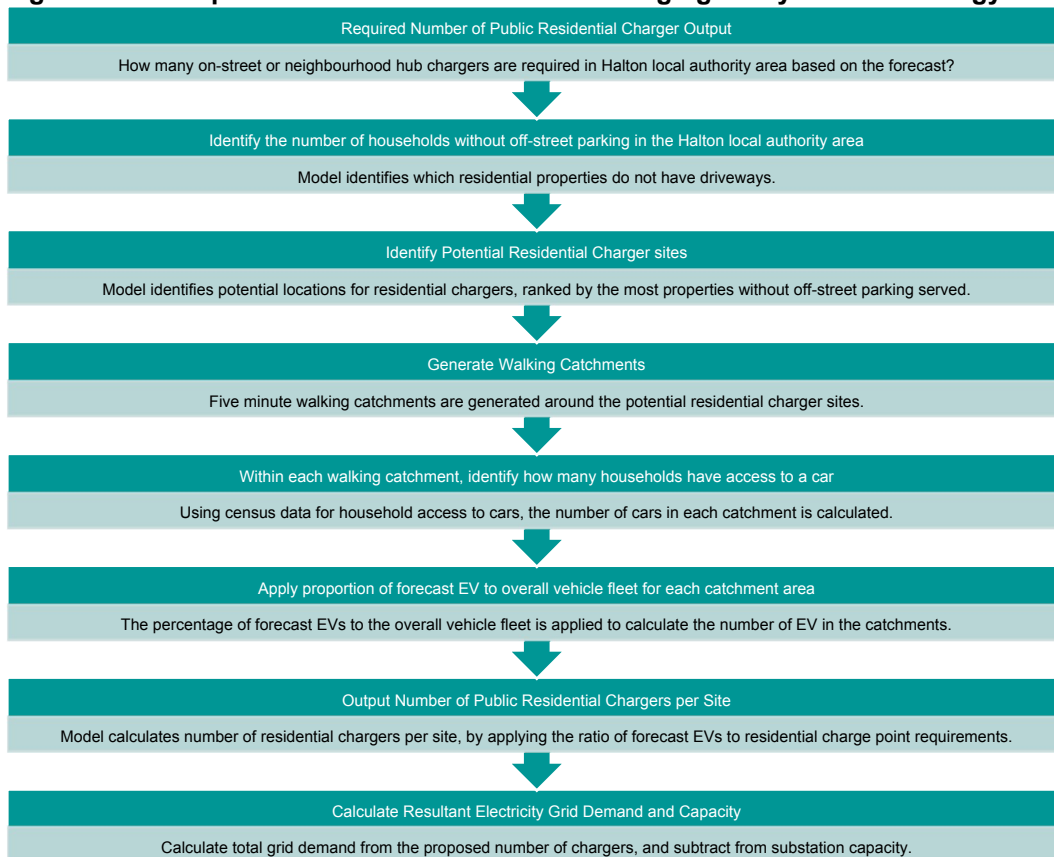 Required Number of Public Residential Charger Output
How many on-street or neighbourhood hub chargers are required in Halton local authority area based on the forecast?
Identify the number of households without off-street parking in the Halton local authority area
Model identifies which residential properties do not have driveways.
Identify Potential Residential Charger sites
Model identifies potential locations for residential chargers, ranked by the most properties without off-street parking served.
Generate Walking Catchments
Five minute walking catchments are generated around the potential residential charger sites.
Within each walking catchment, identify how many households have access to a car
Using census data for household access to cars, the number of cars in each catchment is calculated.
Apply proportion of forecast EV to overall vehicle fleet for each catchment area
The percentage of forecast EVs to the overall vehicle fleet is applied to calculate the number of EV in the catchments.
Output Number of Public Residential Chargers per Site
Model calculates number of residential chargers per site, by applying the ratio of forecast EVs to residential charge point requirements.
Calculate Resultant Electricity Grid Demand and Capacity
Calculate total grid demand from the proposed number of chargers, and subtract from substation capacity.